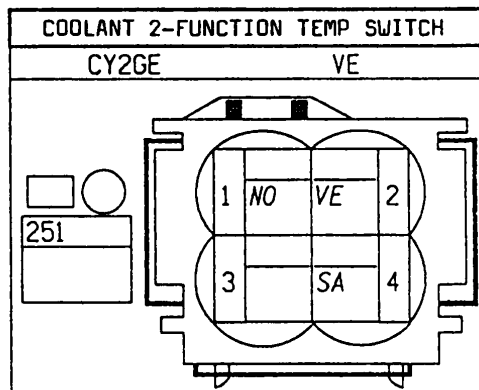 COOLANT 2-FUNCTION TEMP SWITCH
CY2GE VE
1 NO VE 2
251
3 SA 4